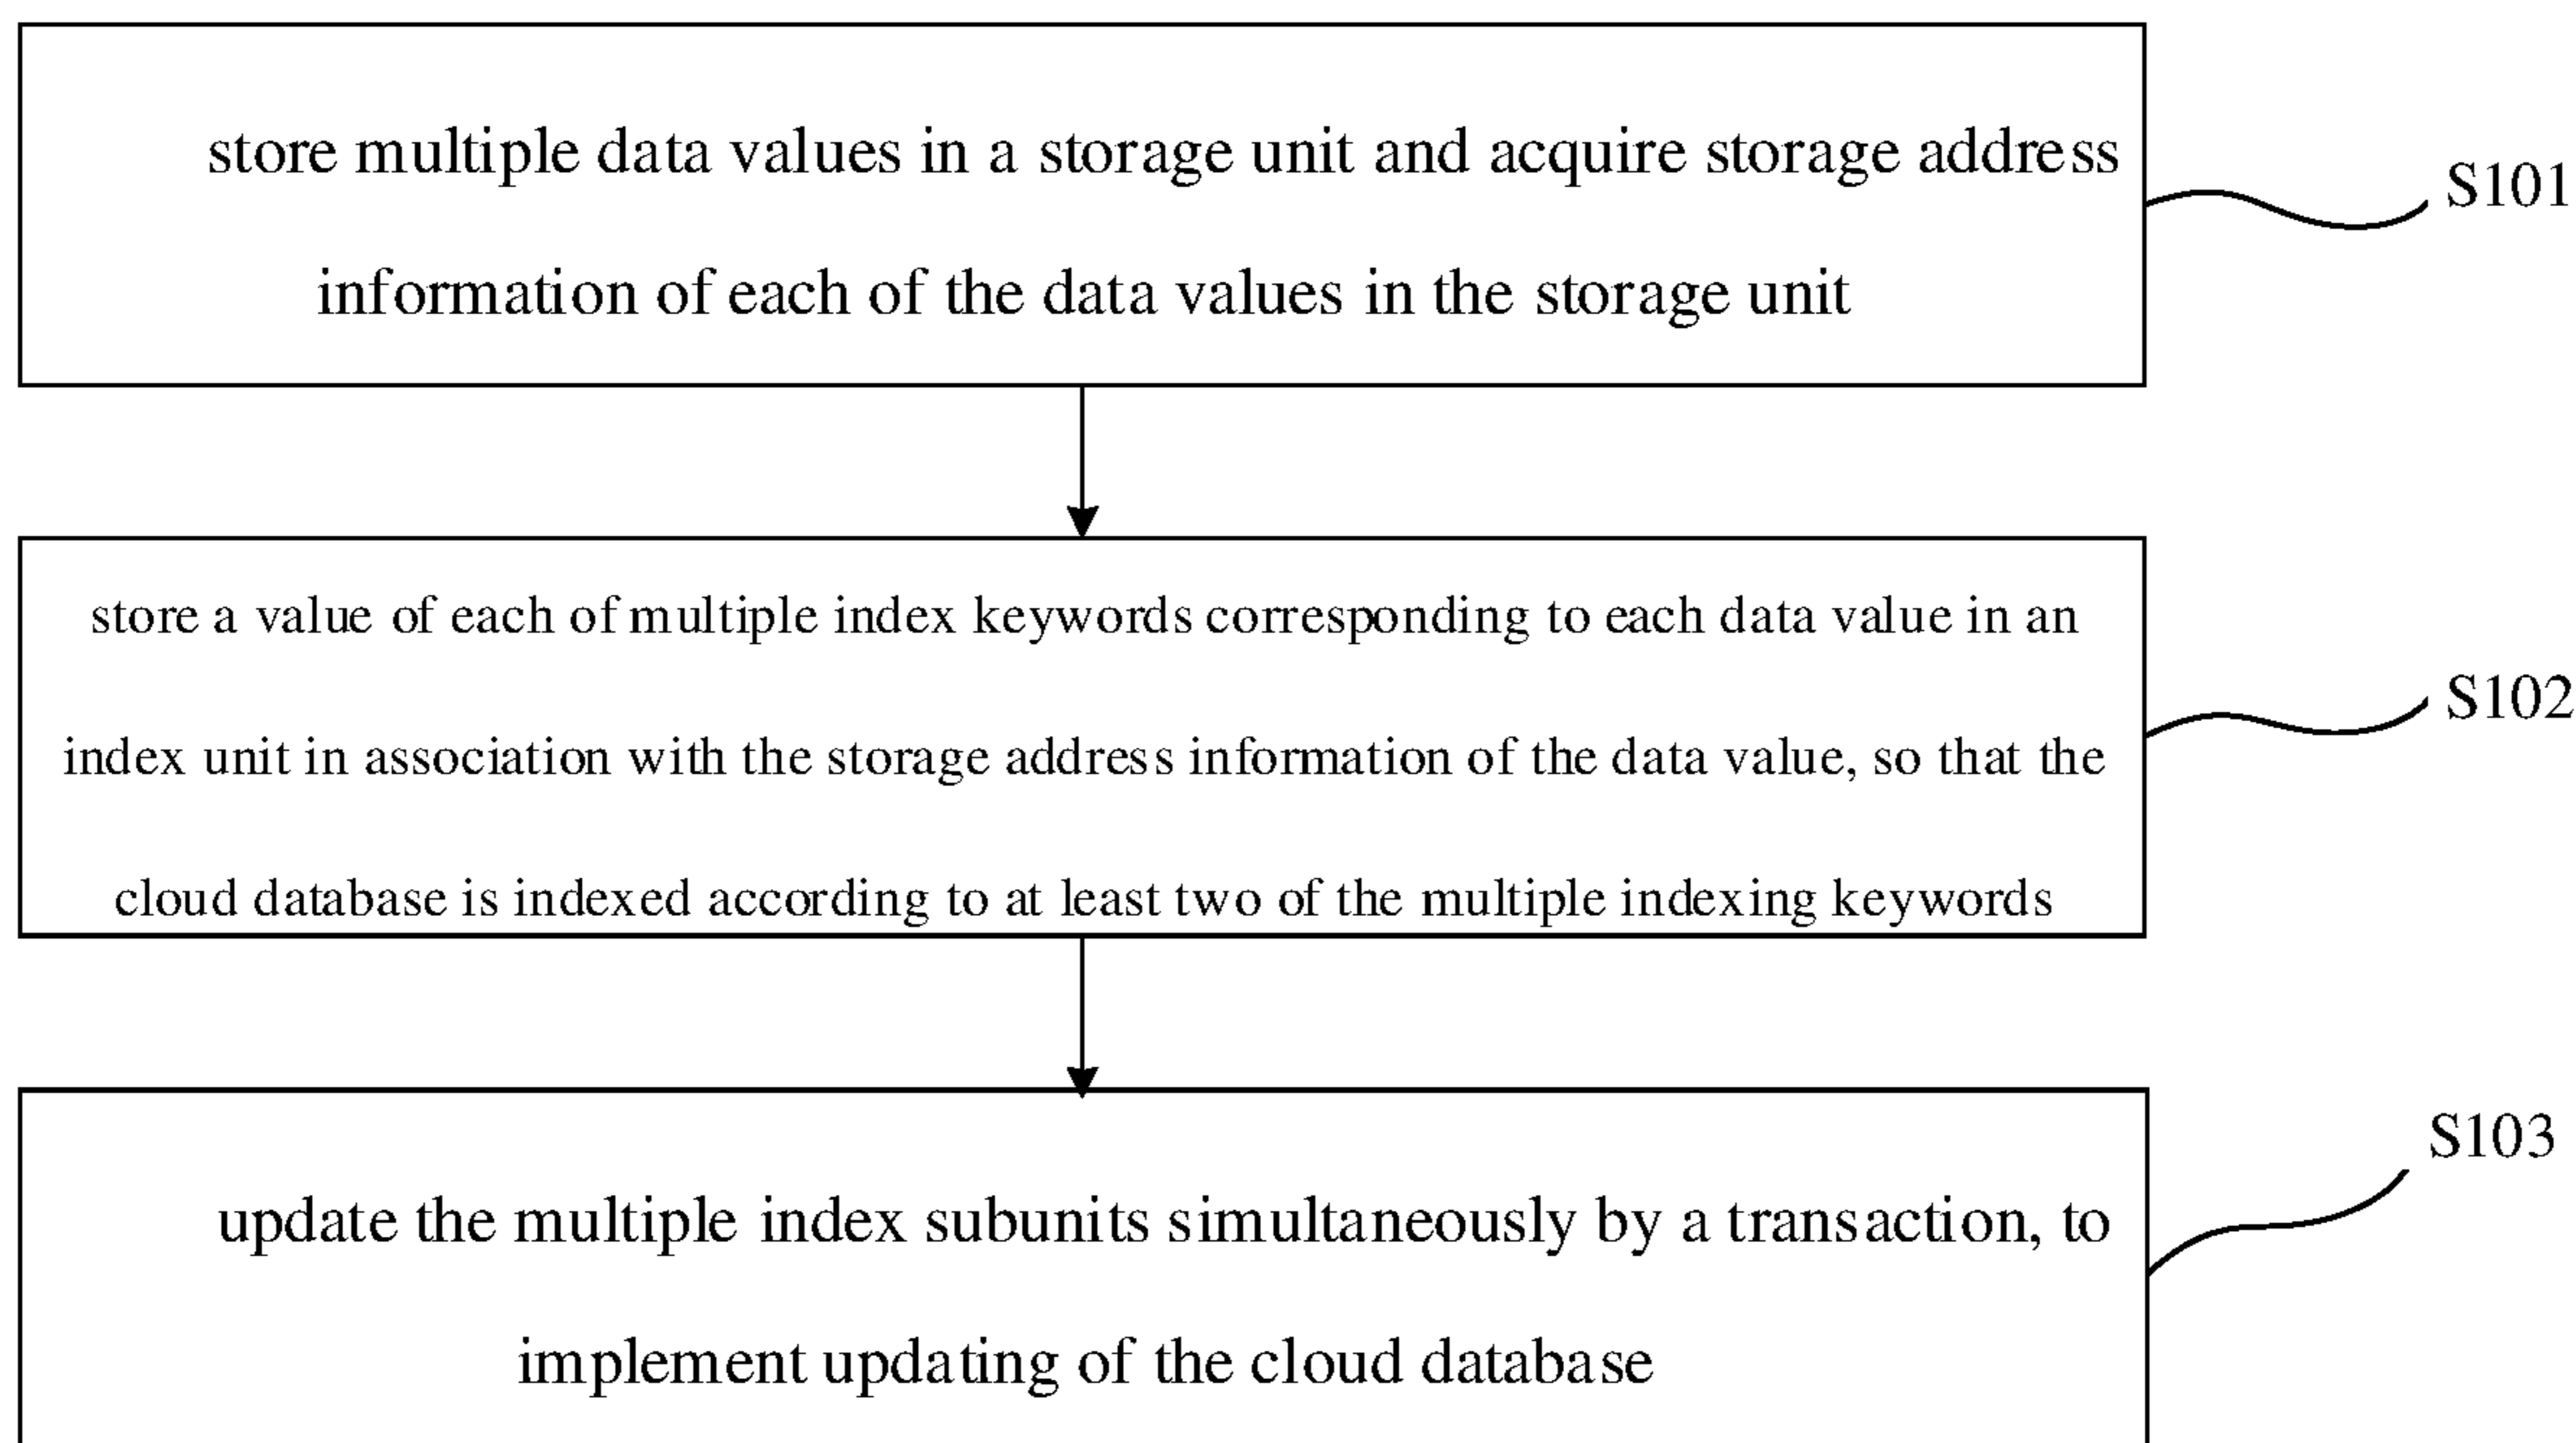 store multiple data values in a storage unit and acquire storage address
information of each of the data values in the storage unit
S101
store a value of each of multiple index keywords corresponding to each data value in an
index unit in association with the storage address information of the data value, so that the
cloud database is indexed according to at least two of the multiple indexing keywords
S102
update the multiple index subunits simultaneously by a transaction, to
implement updating of the cloud database
S103